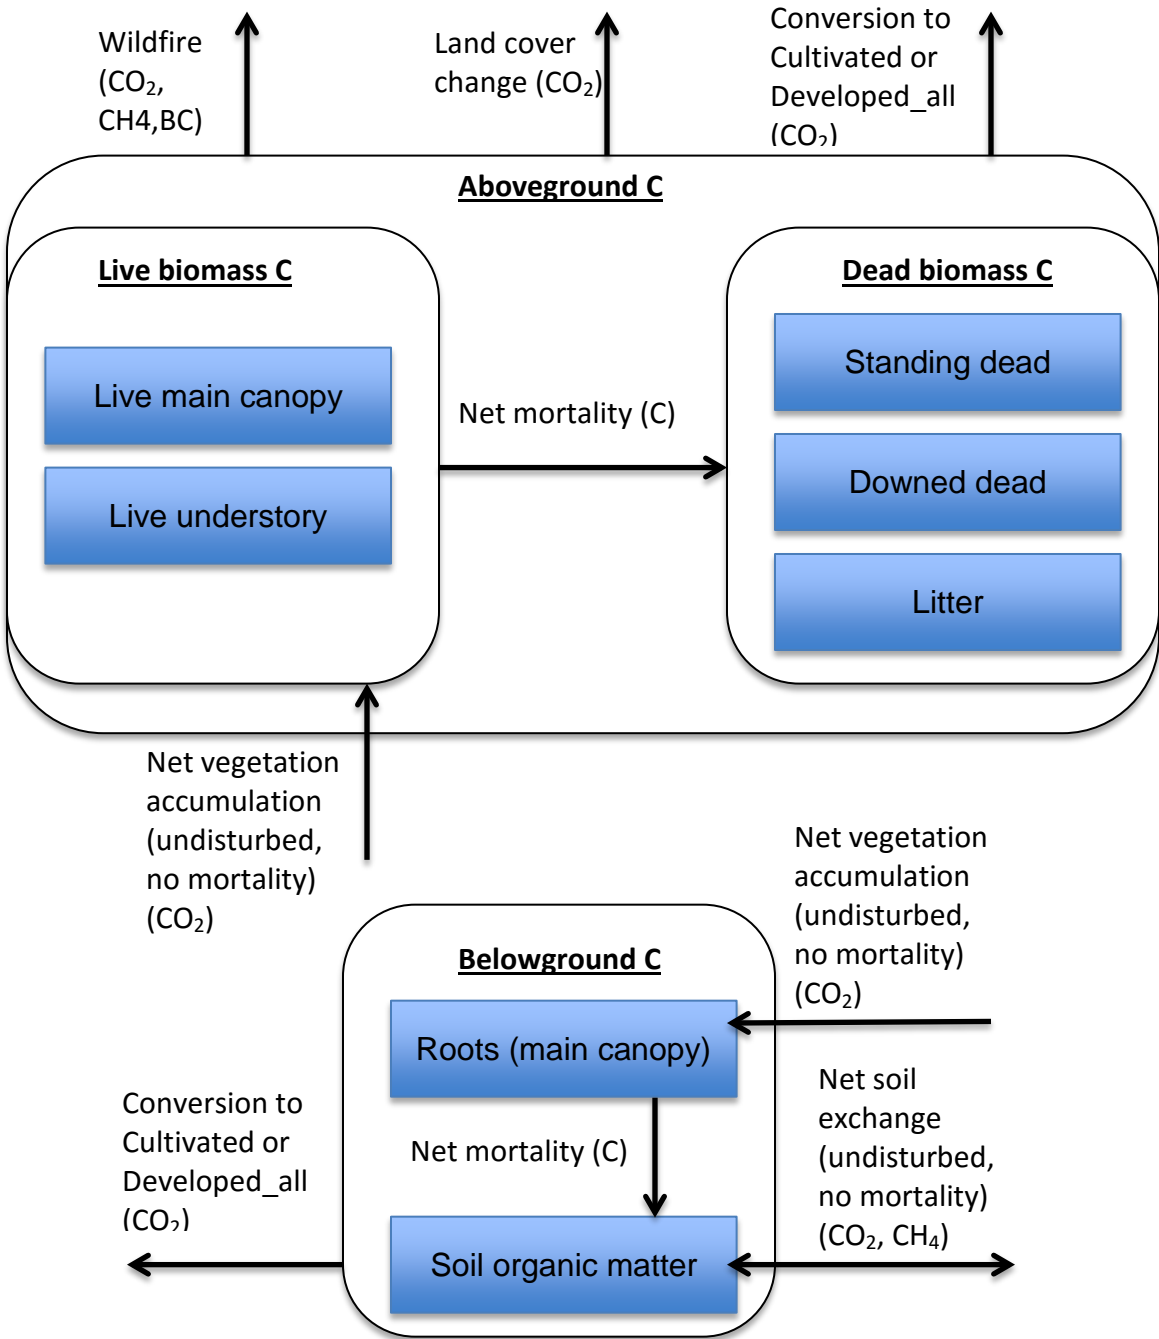 Wildfire
(CO₂,
CH4,BC)
Land cover
change (CO₂)
Conversion to
Cultivated or
Developed_all
(CO₂)
Aboveground C
Live biomass C
Live main canopy
Live understory
Net mortality (C)
Dead biomass C
Standing dead
Downed dead
Litter
Net vegetation
accumulation
(undisturbed,
no mortality)
(CO₂)
Net vegetation
accumulation
(undisturbed,
no mortality)
(CO₂)
Belowground C
Roots (main canopy)
Net mortality (C)
Soil organic matter
Conversion to
Cultivated or
Developed_all
(CO₂)
Net soil
exchange
(undisturbed,
no mortality)
(CO₂, CH₄)